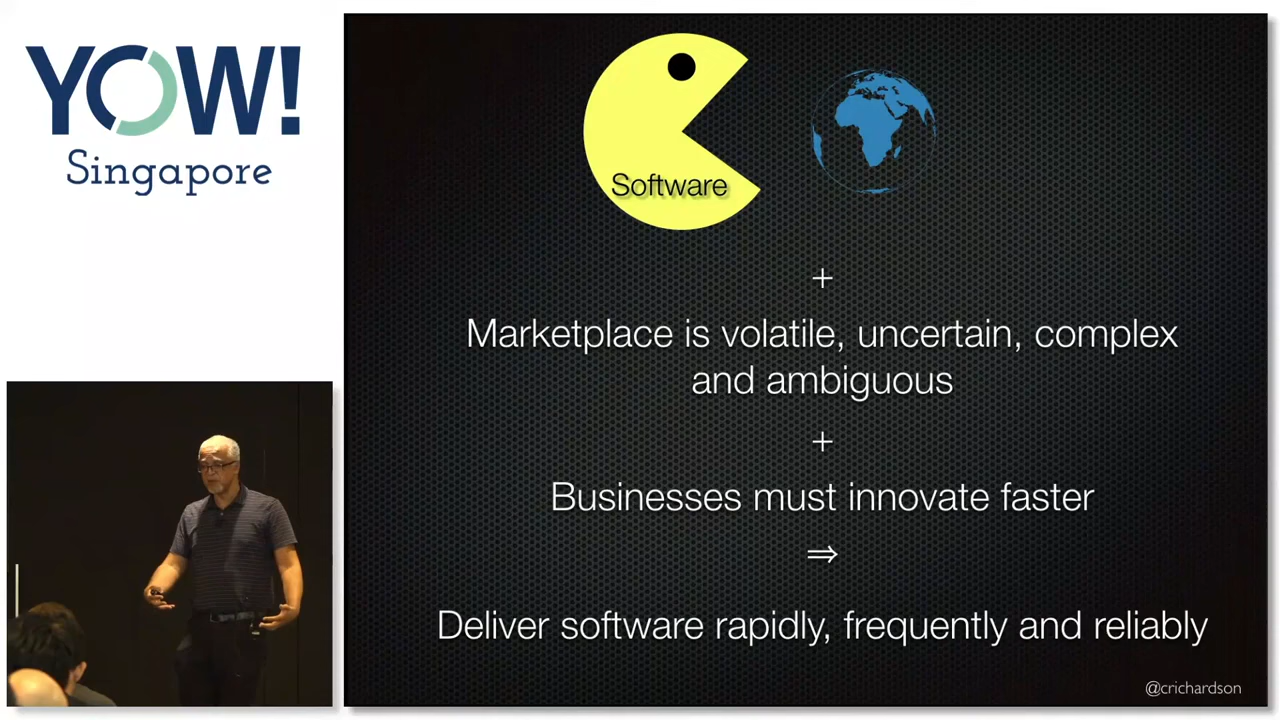 YOW!
Singapore
Software
+
Marketplace is volatile, uncertain, complex
and ambiguous
+
Businesses must innovate faster
⇒
Deliver software rapidly, frequently and reliably
@crichardson